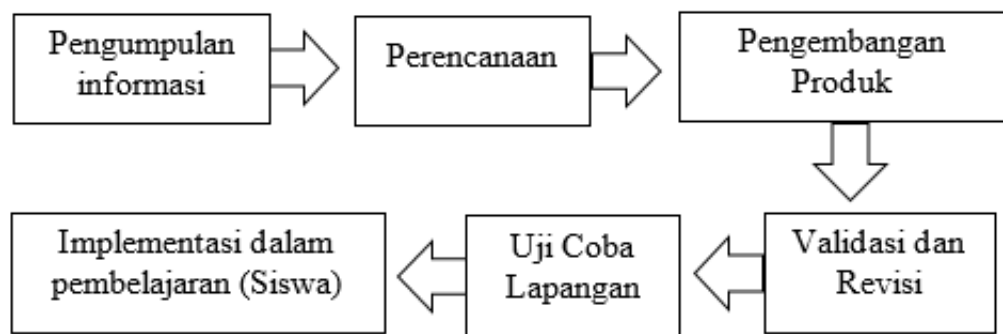 Pengumpulan
informasi
Perencanaan
Pengembangan
Produk
Validasi dan
Revisi
Uji Coba
Lapangan
Implementasi dalam
pembelajaran (Siswa)